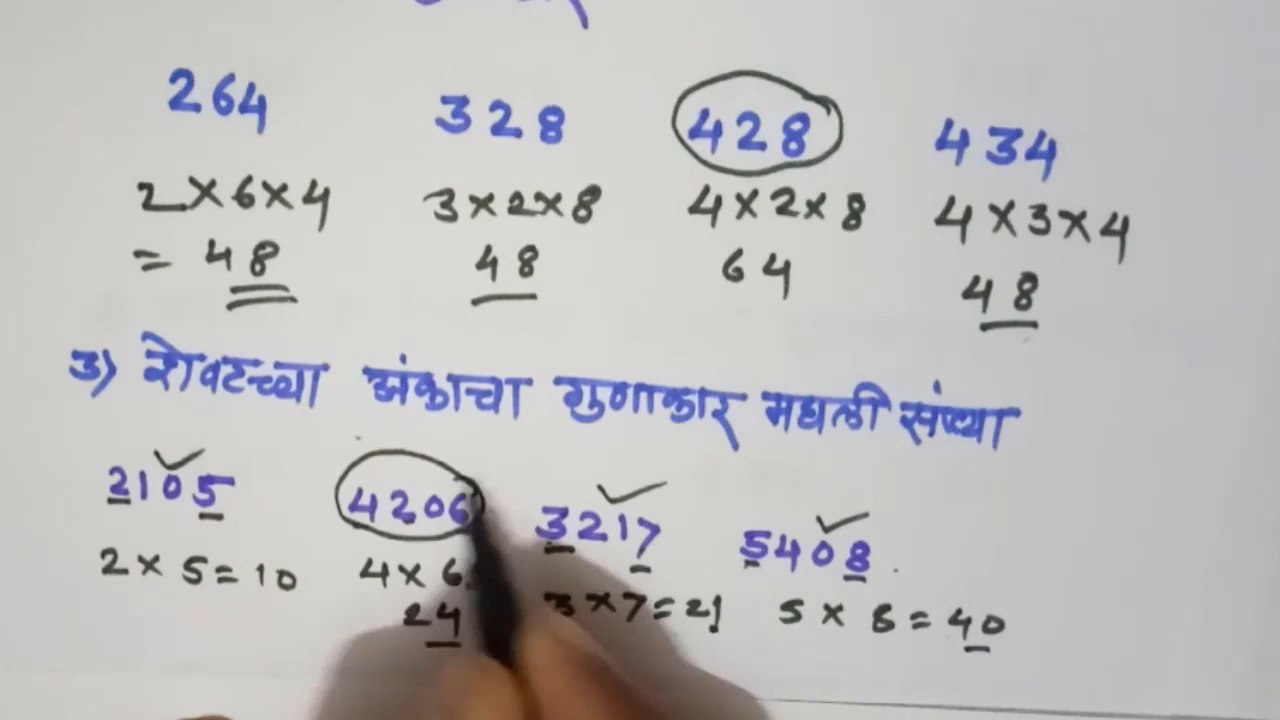 264 328 428 434
2×6×4 3×2×8 4×2×8 4×3×4
= 48 48 64 48
3) शेवटच्या अंकाचा गुणाकार मधली संख्या
2105 4206 3217 5408
2×5=10 4×6 3×7=21 5×8=40
24